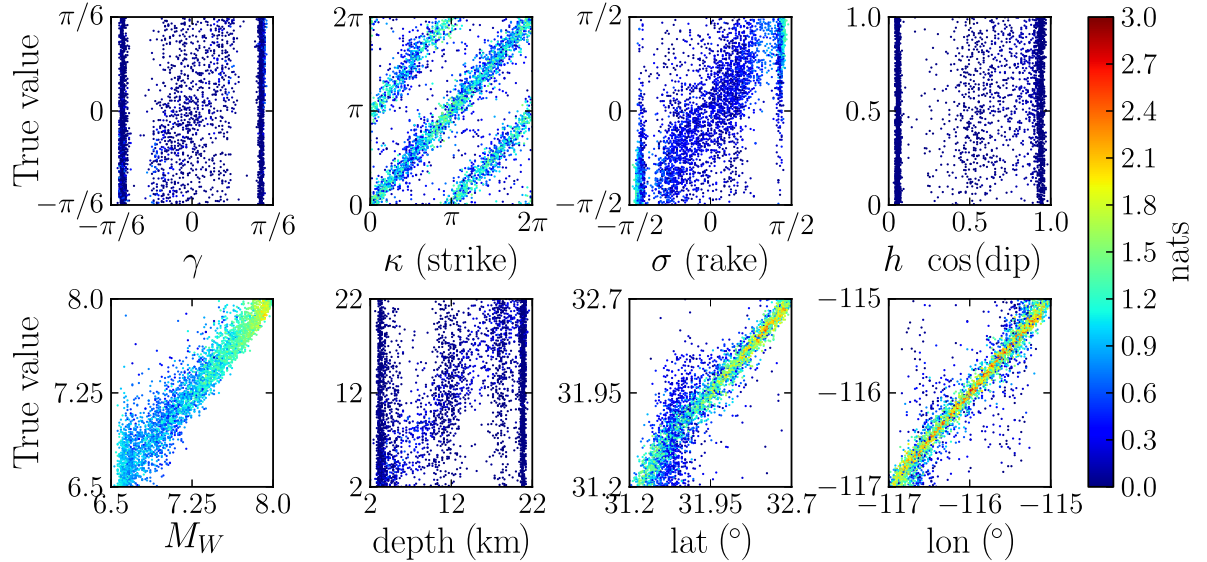 True value
π/6
0
−π/6
−π/6 0 π/6
γ
2π
π
0
0 π 2π
κ (strike)
π/2
0
−π/2
−π/2 0 π/2
σ (rake)
1.0
0.5
0
0 0.5 1.0
h cos(dip)
True value
8.0
7.25
6.5
6.5 7.25 8.0
M_W
22
12
2
2 12 22
depth (km)
32.7
31.95
31.2
31.2 31.95 32.7
lat (°)
−115
−116
−117
−117 −116 −115
lon (°)
3.0
2.7
2.4
2.1
1.8
1.5
1.2
0.9
0.6
0.3
0.0
nats